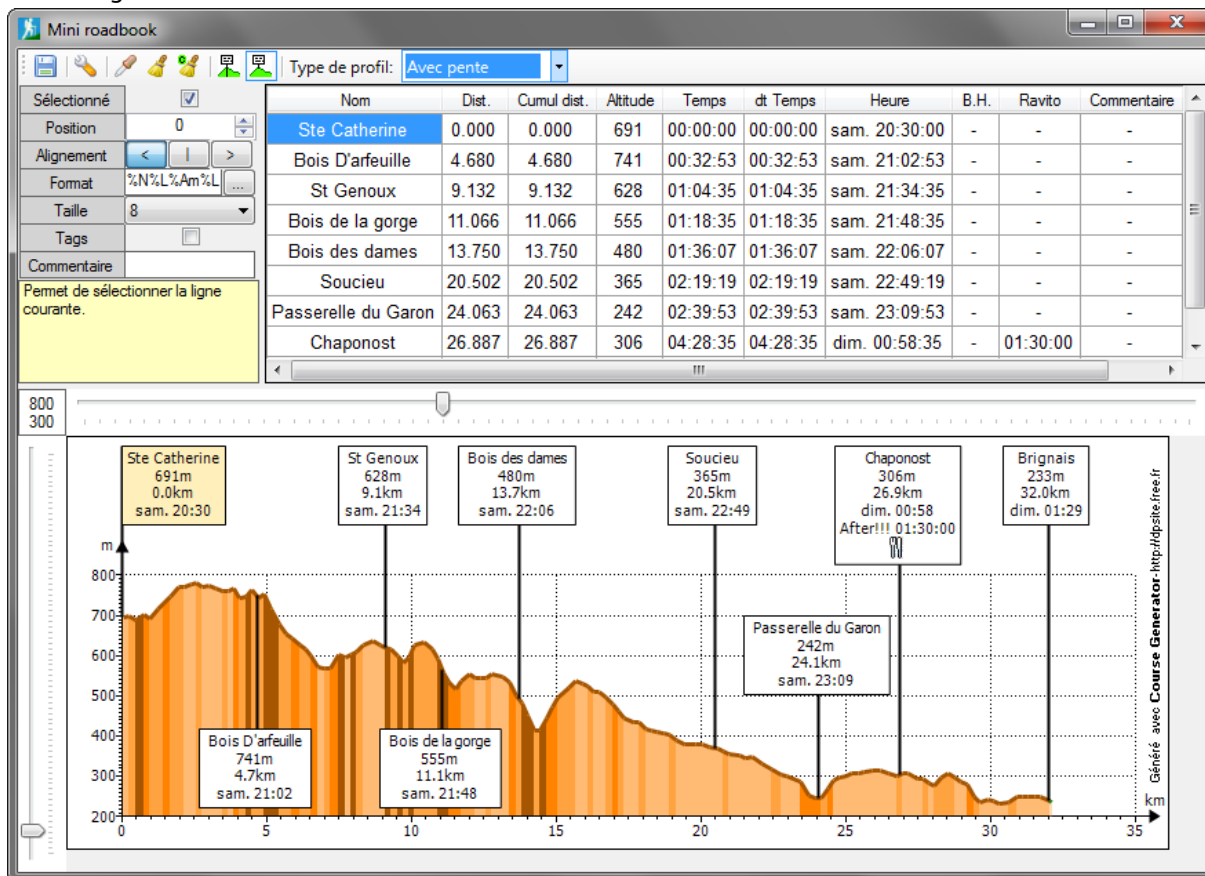 Mini roadbook
Type de profil: Avec pente
Sélectionné
Position 0
Alignement < | >
Format %N%L%Am%L ...
Taille 8
Tags
Commentaire
Permet de sélectionner la ligne
courante.
Nom Dist. Cumul dist. Altitude Temps dt Temps Heure B.H. Ravito Commentaire
Ste Catherine 0.000 0.000 691 00:00:00 00:00:00 sam. 20:30:00 - - -
Bois D'arfeuille 4.680 4.680 741 00:32:53 00:32:53 sam. 21:02:53 - - -
St Genoux 9.132 9.132 628 01:04:35 01:04:35 sam. 21:34:35 - - -
Bois de la gorge 11.066 11.066 555 01:18:35 01:18:35 sam. 21:48:35 - - -
Bois des dames 13.750 13.750 480 01:36:07 01:36:07 sam. 22:06:07 - - -
Soucieu 20.502 20.502 365 02:19:19 02:19:19 sam. 22:49:19 - - -
Passerelle du Garon 24.063 24.063 242 02:39:53 02:39:53 sam. 23:09:53 - - -
Chaponost 26.887 26.887 306 04:28:35 04:28:35 dim. 00:58:35 - 01:30:00 -
800
300
Ste Catherine
691m
0.0km
sam. 20:30
St Genoux
628m
9.1km
sam. 21:34
Bois des dames
480m
13.7km
sam. 22:06
Soucieu
365m
20.5km
sam. 22:49
Chaponost
306m
26.9km
dim. 00:58
After!!! 01:30:00
Brignais
233m
32.0km
dim. 01:29
Passerelle du Garon
242m
24.1km
sam. 23:09
Bois D'arfeuille
741m
4.7km
sam. 21:02
Bois de la gorge
555m
11.1km
sam. 21:48
m
800
700
600
500
400
300
200
0 5 10 15 20 25 30 35
km
Généré avec Course Generator-http://dpsite.free.fr